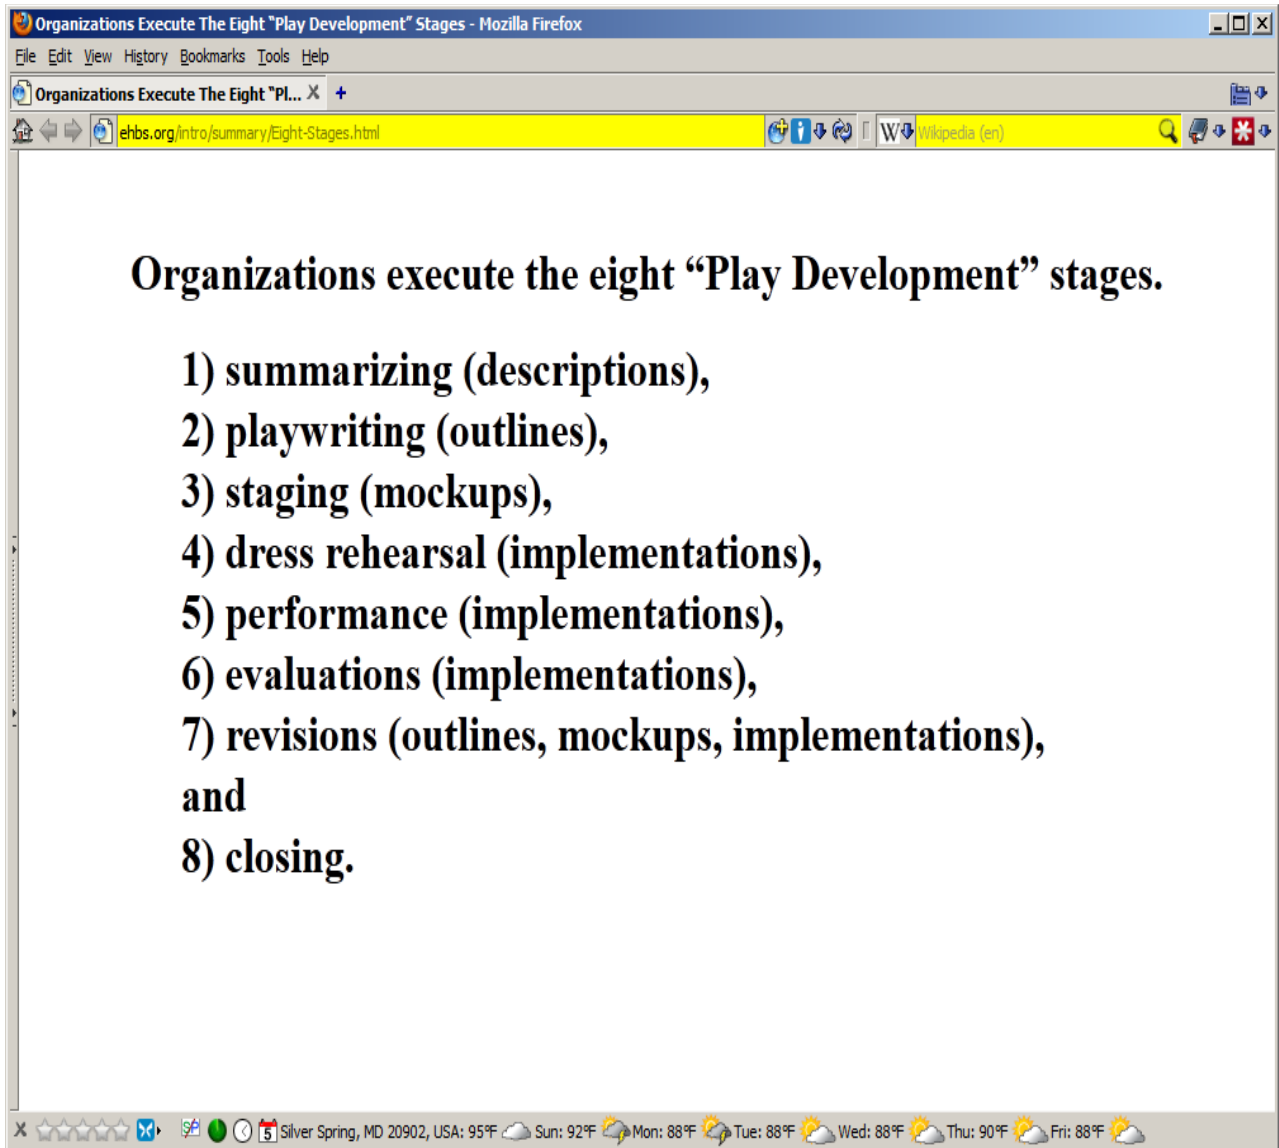 Organizations Execute The Eight "Play Development" Stages - Mozilla Firefox
File Edit View History Bookmarks Tools Help
Organizations Execute The Eight "Pl... X +
ehbs.org/intro/summary/Eight-Stages.html W Wikipedia (en)
Organizations execute the eight “Play Development” stages.
1) summarizing (descriptions),
2) playwriting (outlines),
3) staging (mockups),
4) dress rehearsal (implementations),
5) performance (implementations),
6) evaluations (implementations),
7) revisions (outlines, mockups, implementations),
and
8) closing.
X SP 5 Silver Spring, MD 20902, USA: 95°F Sun: 92°F Mon: 88°F Tue: 88°F Wed: 88°F Thu: 90°F Fri: 88°F